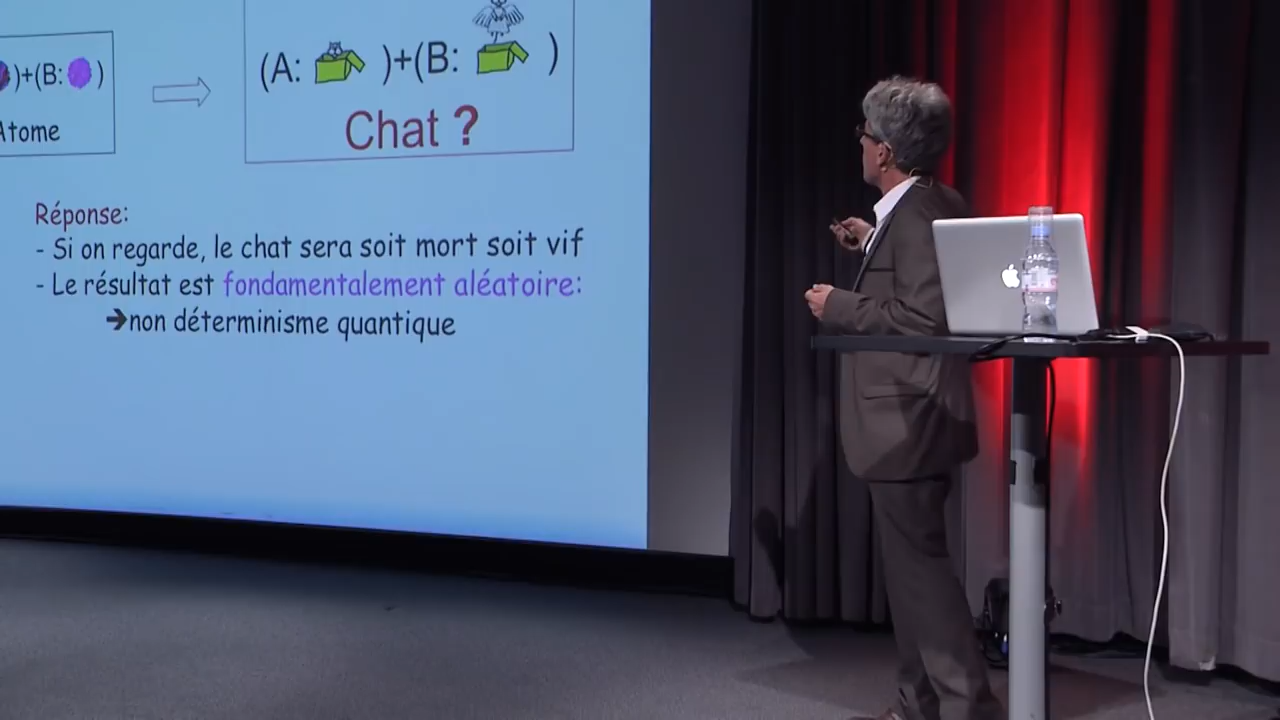 (A: )+(B: )
)+(B: )
Atome
Chat ?
Réponse:
- Si on regarde, le chat sera soit mort soit vif
- Le résultat est fondamentalement aléatoire:
➔non déterminisme quantique